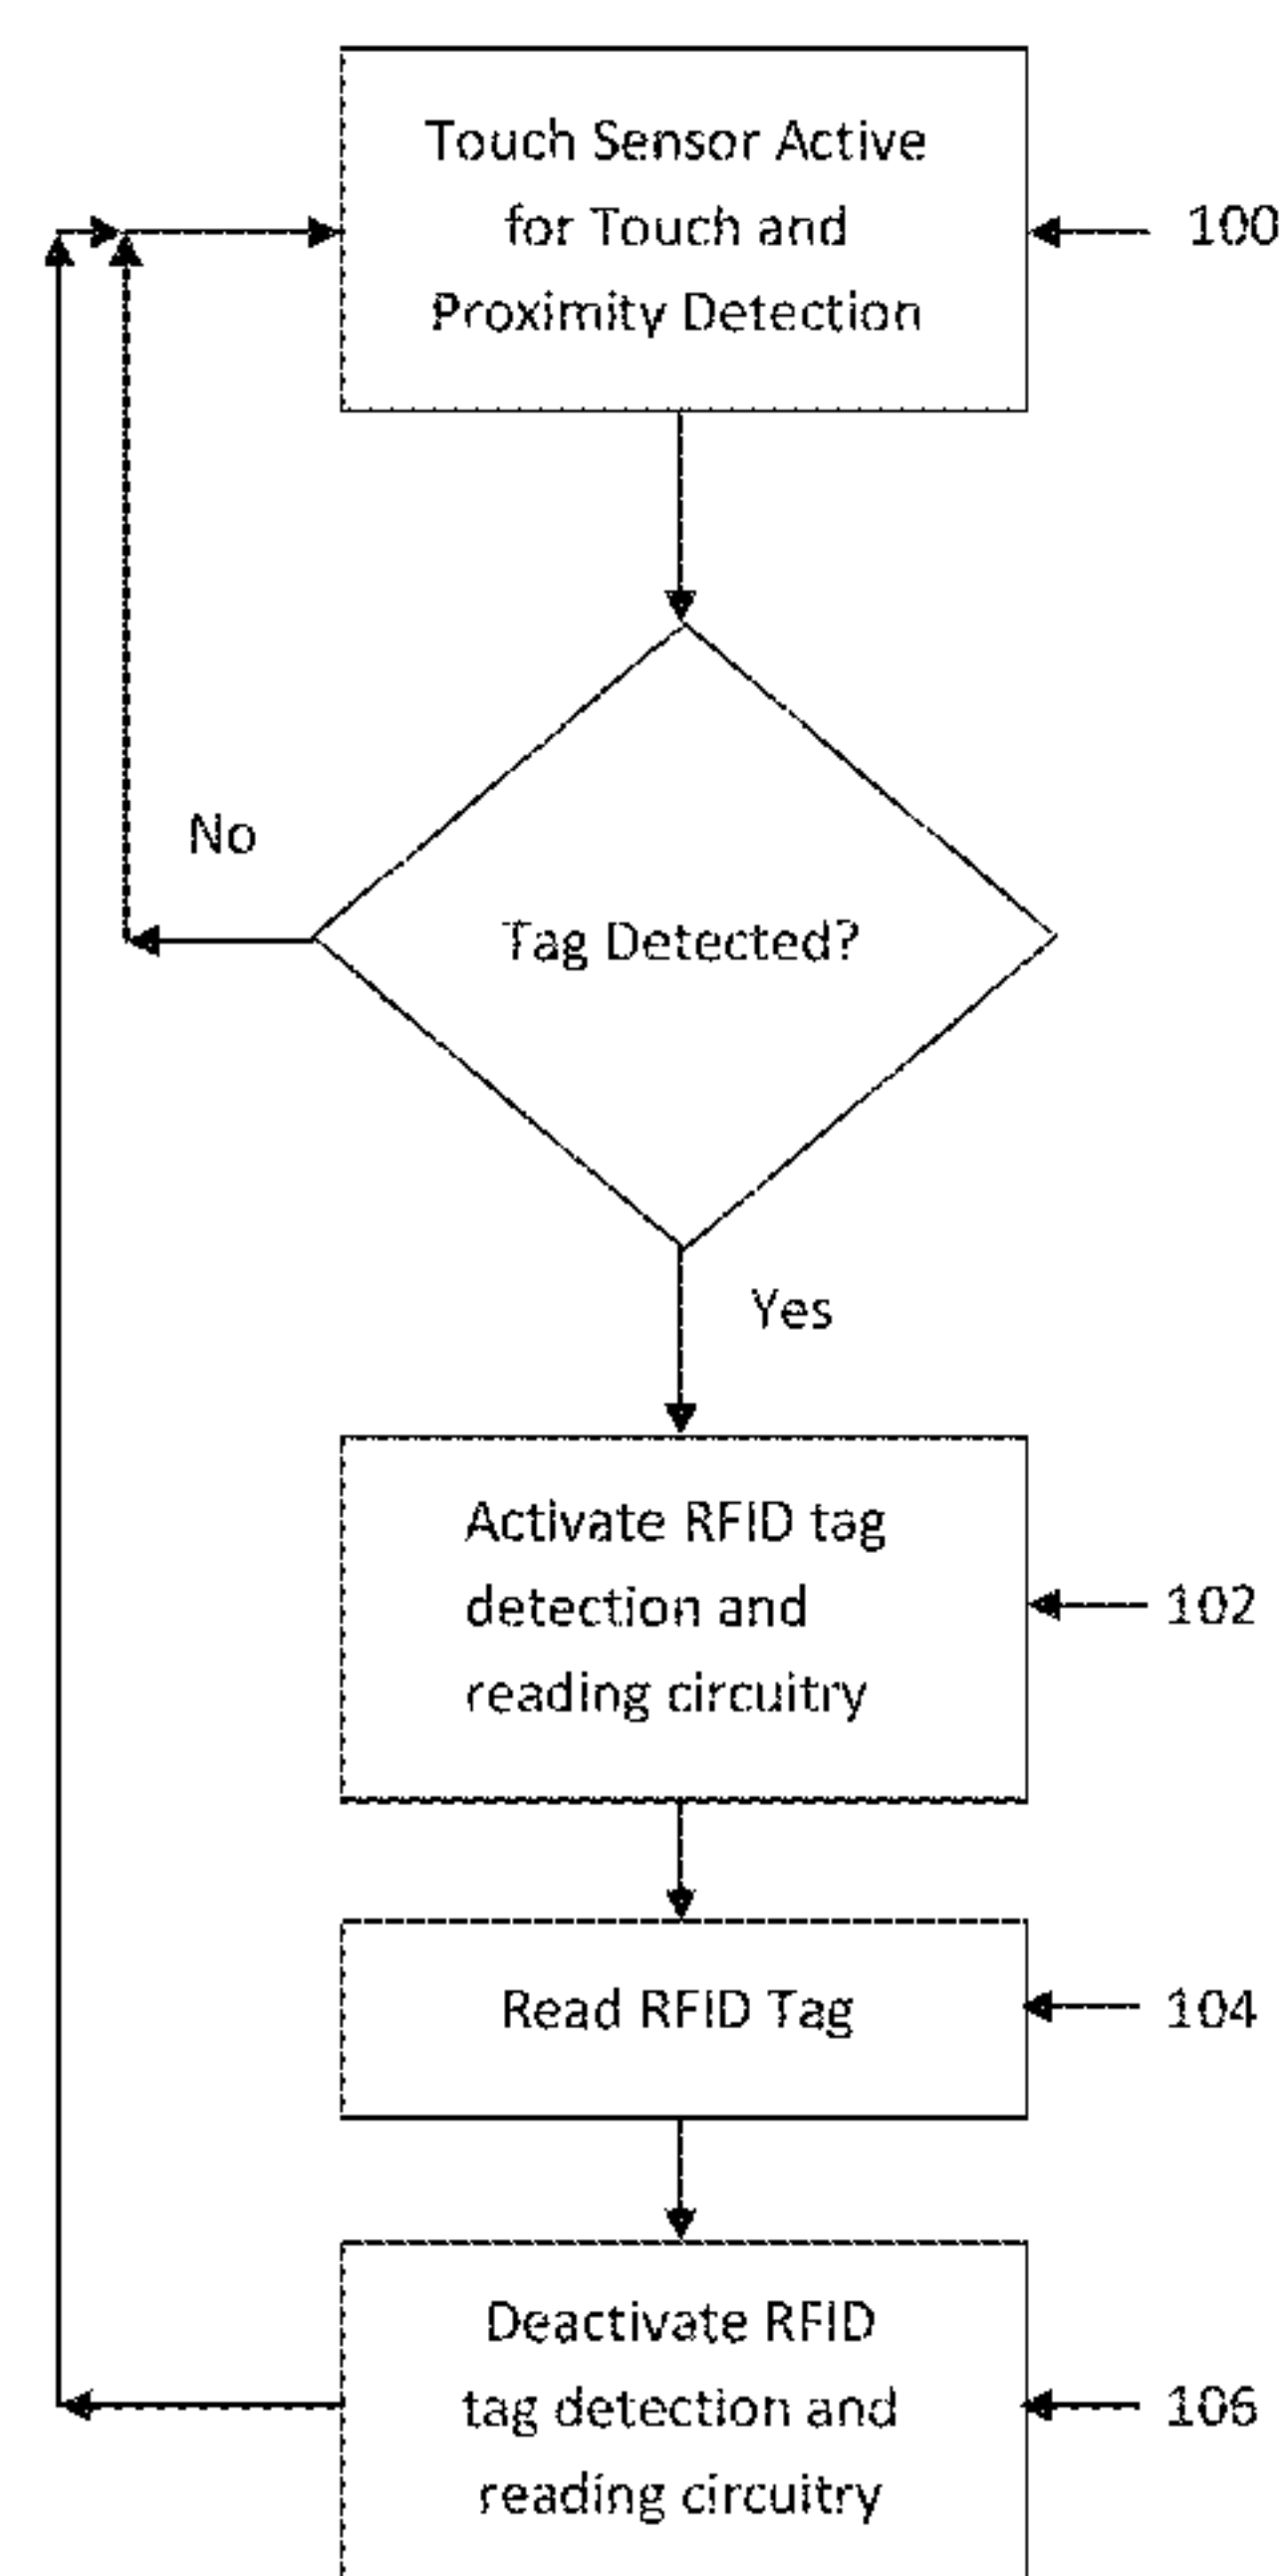 Touch Sensor Active
for Touch and
Proximity Detection
100
No
Tag Detected?
Yes
Activate RFID tag
detection and
reading circuitry
102
Read RFID Tag
104
Deactivate RFID
tag detection and
reading circuitry
106